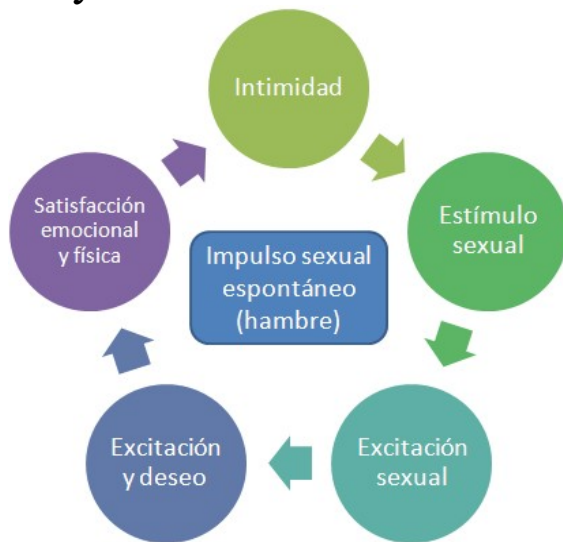 Intimidad
Estímulo
sexual
Excitación
sexual
Excitación
y deseo
Satisfacción
emocional
y física
Impulso sexual
espontáneo
(hambre)